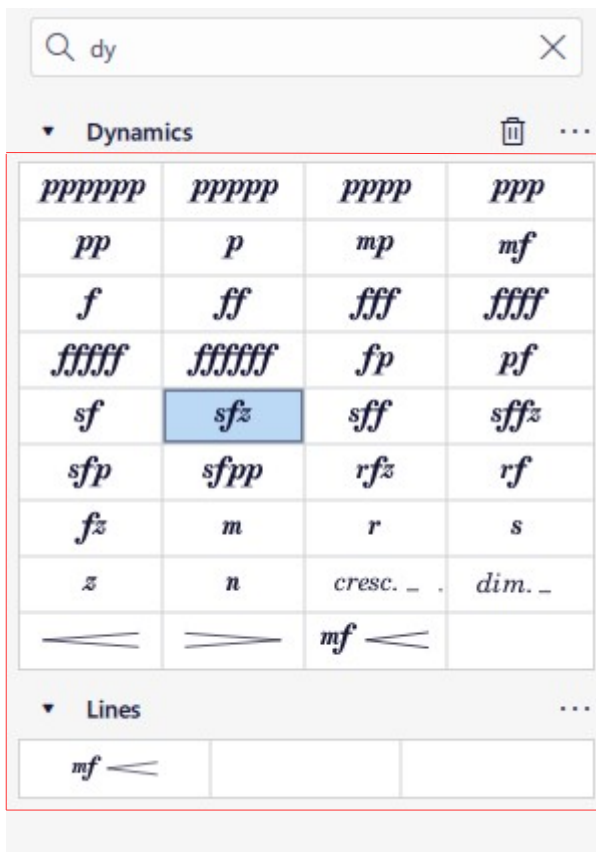 dy
Dynamics
pppppp ppppp pppp ppp
pp p mp mf
f ff fff ffff
fffff ffffff fp pf
sf sfz sff sffz
sfp sfpp rfz rf
fz m r s
z n cresc. _ . dim. _
mf
Lines
mf